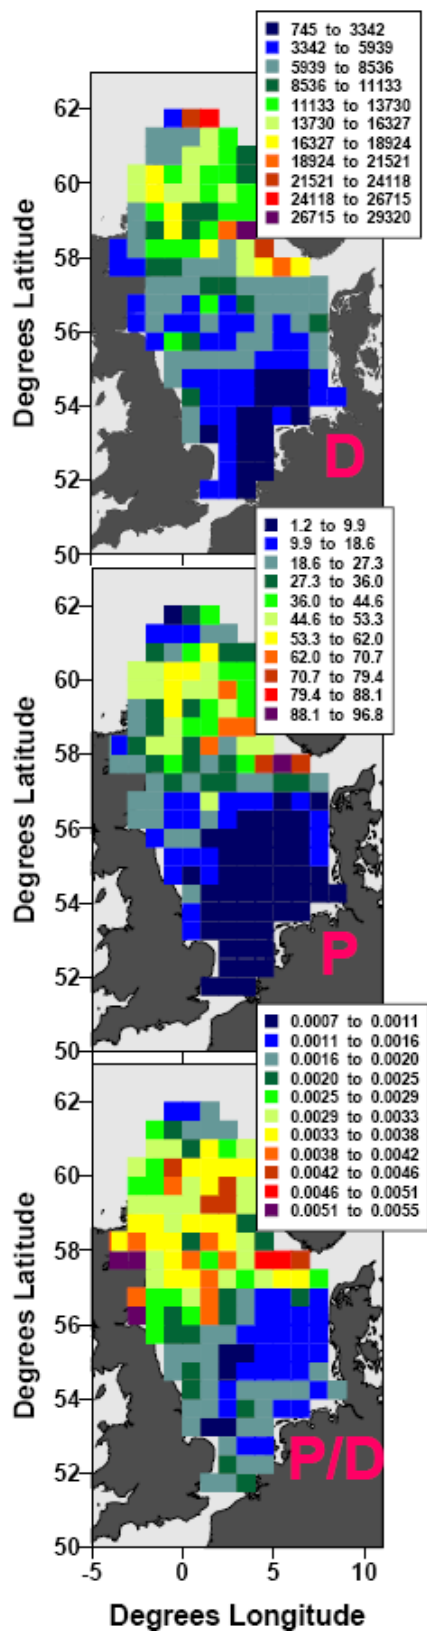 745 to 3342
3342 to 5939
5939 to 8536
8536 to 11133
11133 to 13730
13730 to 16327
16327 to 18924
18924 to 21521
21521 to 24118
24118 to 26715
26715 to 29320
62
60
58
56
54
52
50
Degrees Latitude
D
1.2 to 9.9
9.9 to 18.6
18.6 to 27.3
27.3 to 36.0
36.0 to 44.6
44.6 to 53.3
53.3 to 62.0
62.0 to 70.7
70.7 to 79.4
79.4 to 88.1
88.1 to 96.8
62
60
58
56
54
52
50
Degrees Latitude
P
0.0007 to 0.0011
0.0011 to 0.0016
0.0016 to 0.0020
0.0020 to 0.0025
0.0025 to 0.0029
0.0029 to 0.0033
0.0033 to 0.0038
0.0038 to 0.0042
0.0042 to 0.0046
0.0046 to 0.0051
0.0051 to 0.0055
62
60
58
56
54
52
50
Degrees Latitude
P/D
-5 0 5 10
Degrees Longitude